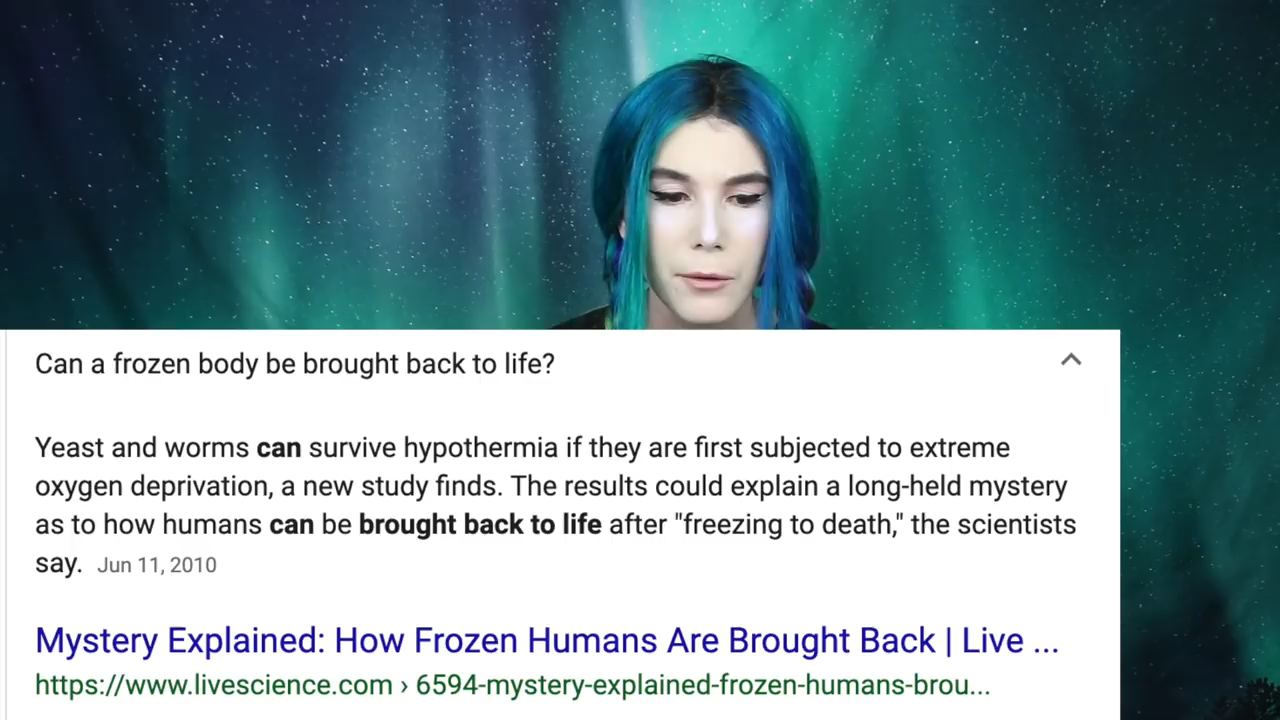 Can a frozen body be brought back to life?
Yeast and worms can survive hypothermia if they are first subjected to extreme
oxygen deprivation, a new study finds. The results could explain a long-held mystery
as to how humans can be brought back to life after "freezing to death," the scientists
say. Jun 11, 2010
Mystery Explained: How Frozen Humans Are Brought Back | Live ...
https://www.livescience.com › 6594-mystery-explained-frozen-humans-brou...